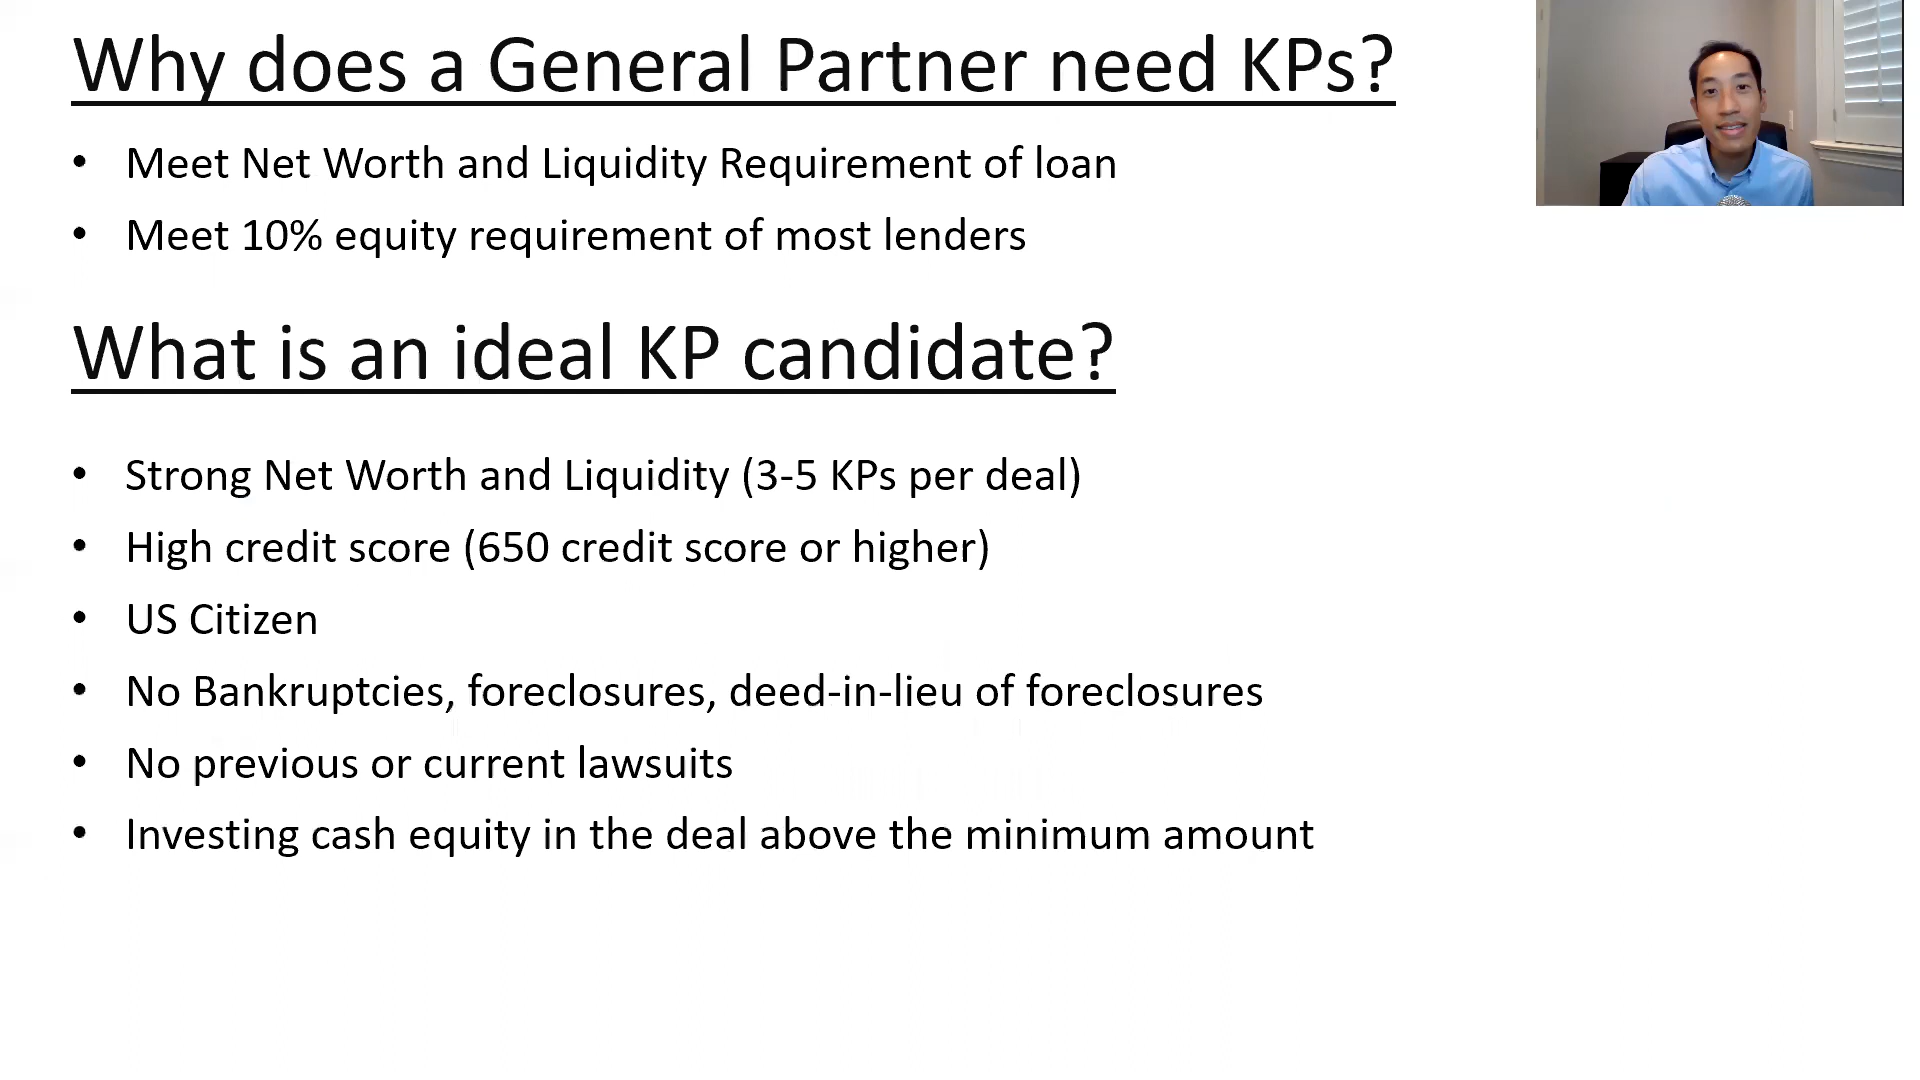 Why does a General Partner need KPs?
• Meet Net Worth and Liquidity Requirement of loan
• Meet 10% equity requirement of most lenders
What is an ideal KP candidate?
• Strong Net Worth and Liquidity (3-5 KPs per deal)
• High credit score (650 credit score or higher)
• US Citizen
• No Bankruptcies, foreclosures, deed-in-lieu of foreclosures
• No previous or current lawsuits
• Investing cash equity in the deal above the minimum amount